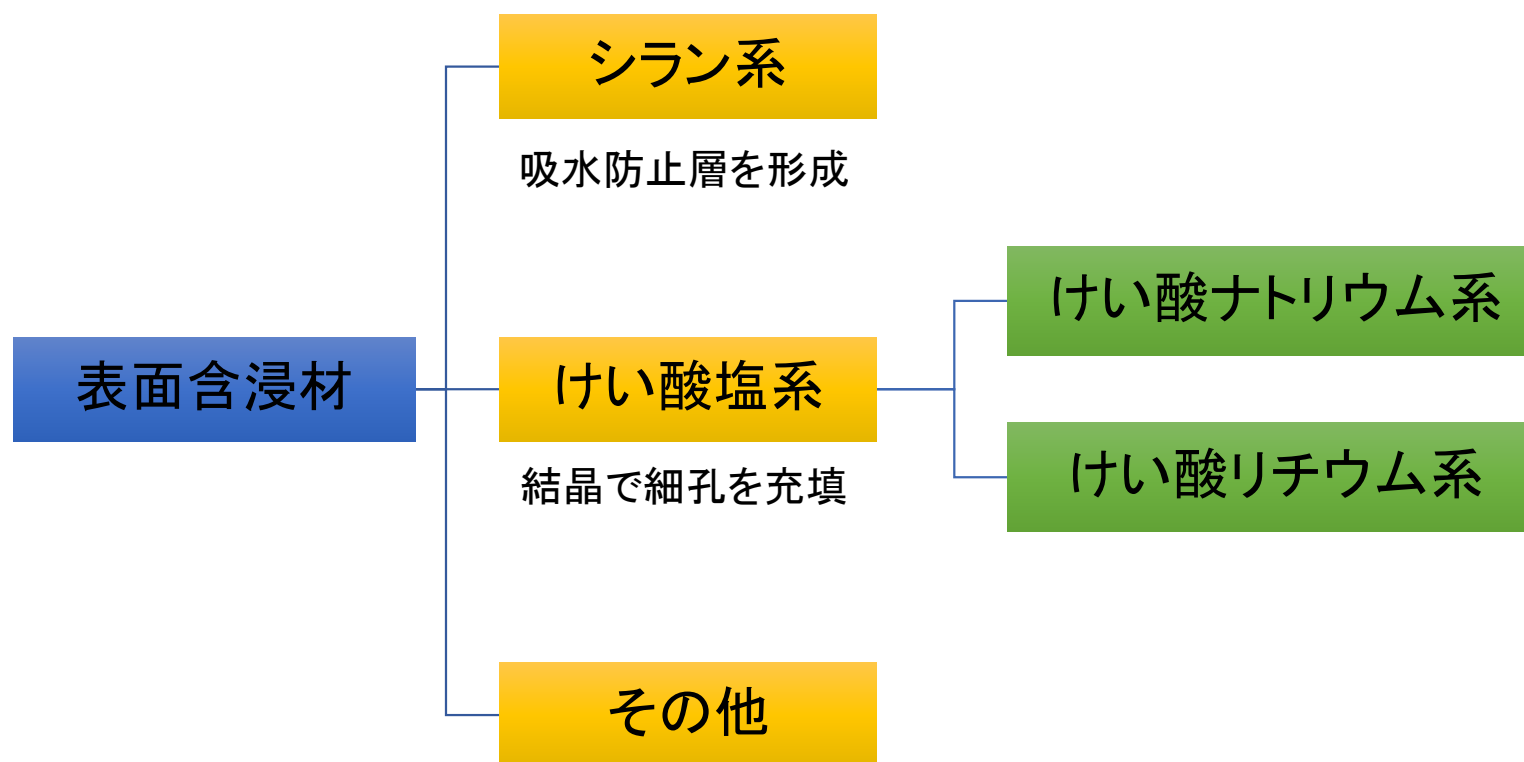 シラン系
吸水防止層を形成
表面含浸材
けい酸塩系
結晶で細孔を充填
けい酸ナトリウム系
けい酸リチウム系
その他